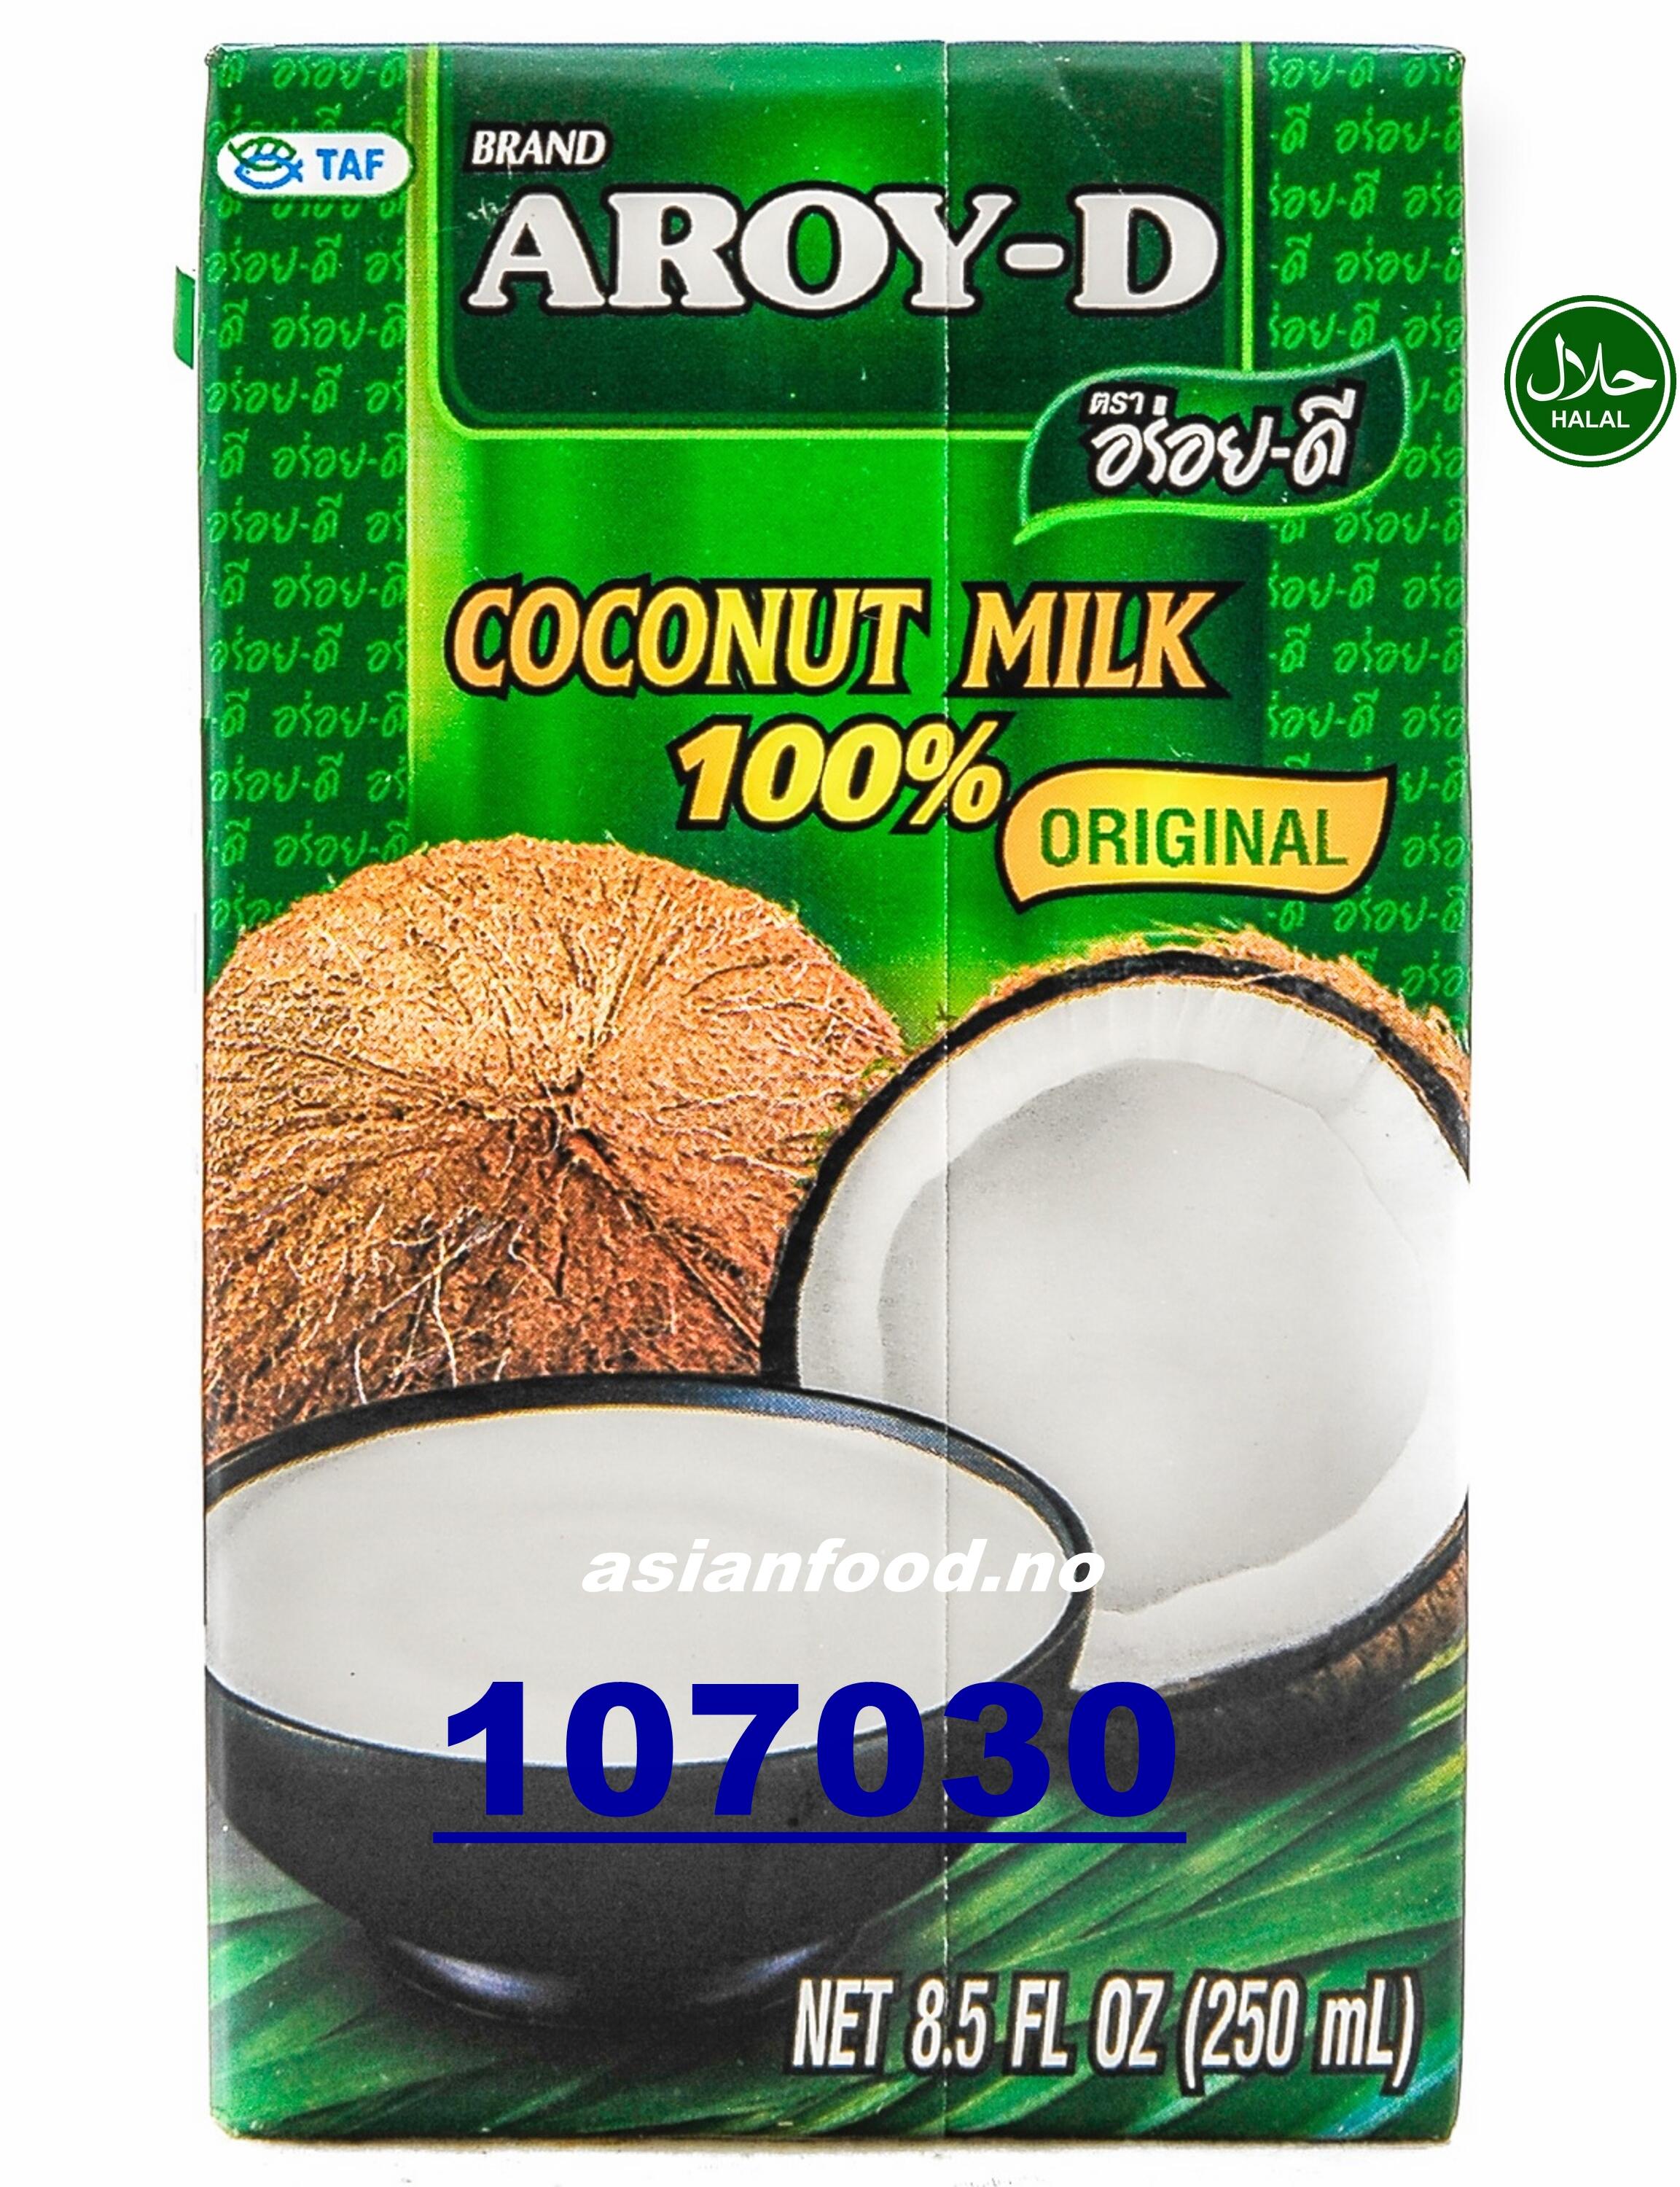 TAF
BRAND
AROY-D
ตรา
อร่อย-ดี
حلال
HALAL
COCONUT MILK
100%
ORIGINAL
asianfood.no
107030
NET 8.5 FL OZ (250 mL)